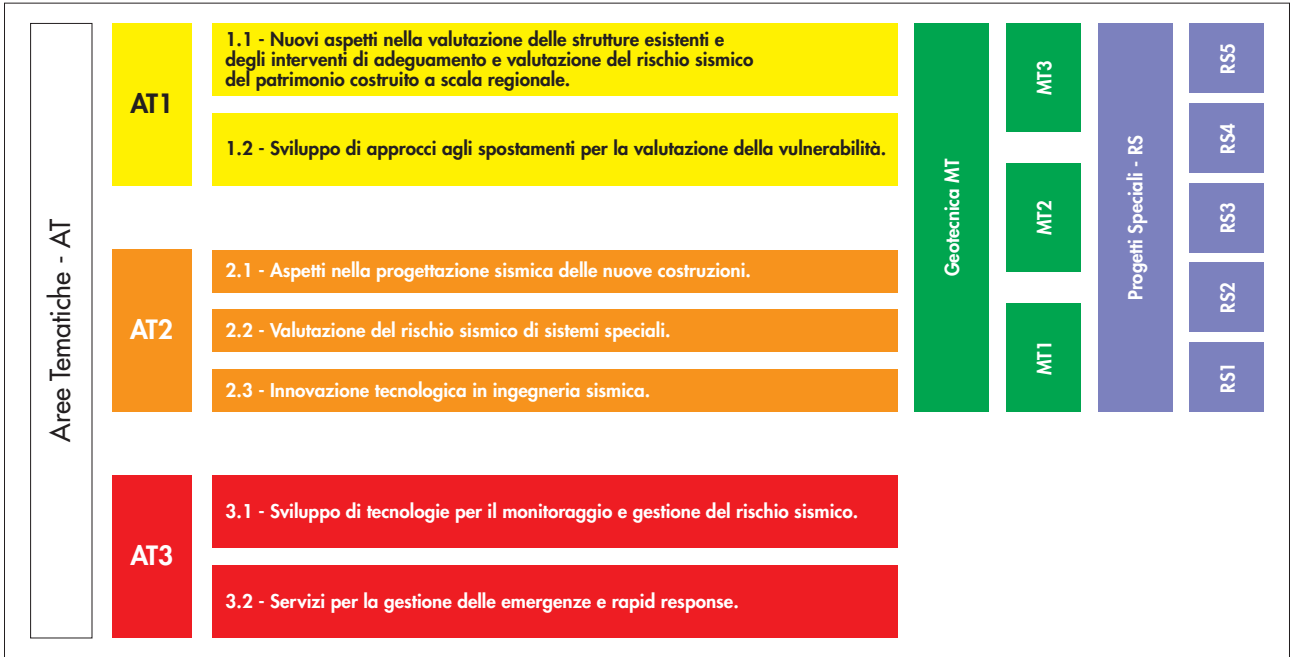 Aree Tematiche - AT
AT1
1.1 - Nuovi aspetti nella valutazione delle strutture esistenti e
degli interventi di adeguamento e valutazione del rischio sismico
del patrimonio costruito a scala regionale.
1.2 - Sviluppo di approcci agli spostamenti per la valutazione della vulnerabilità.
AT2
2.1 - Aspetti nella progettazione sismica delle nuove costruzioni.
2.2 - Valutazione del rischio sismico di sistemi speciali.
2.3 - Innovazione tecnologica in ingegneria sismica.
AT3
3.1 - Sviluppo di tecnologie per il monitoraggio e gestione del rischio sismico.
3.2 - Servizi per la gestione delle emergenze e rapid response.
Geotecnica MT
MT3
MT2
MT1
Progetti Speciali - RS
RS5
RS4
RS3
RS2
RS1